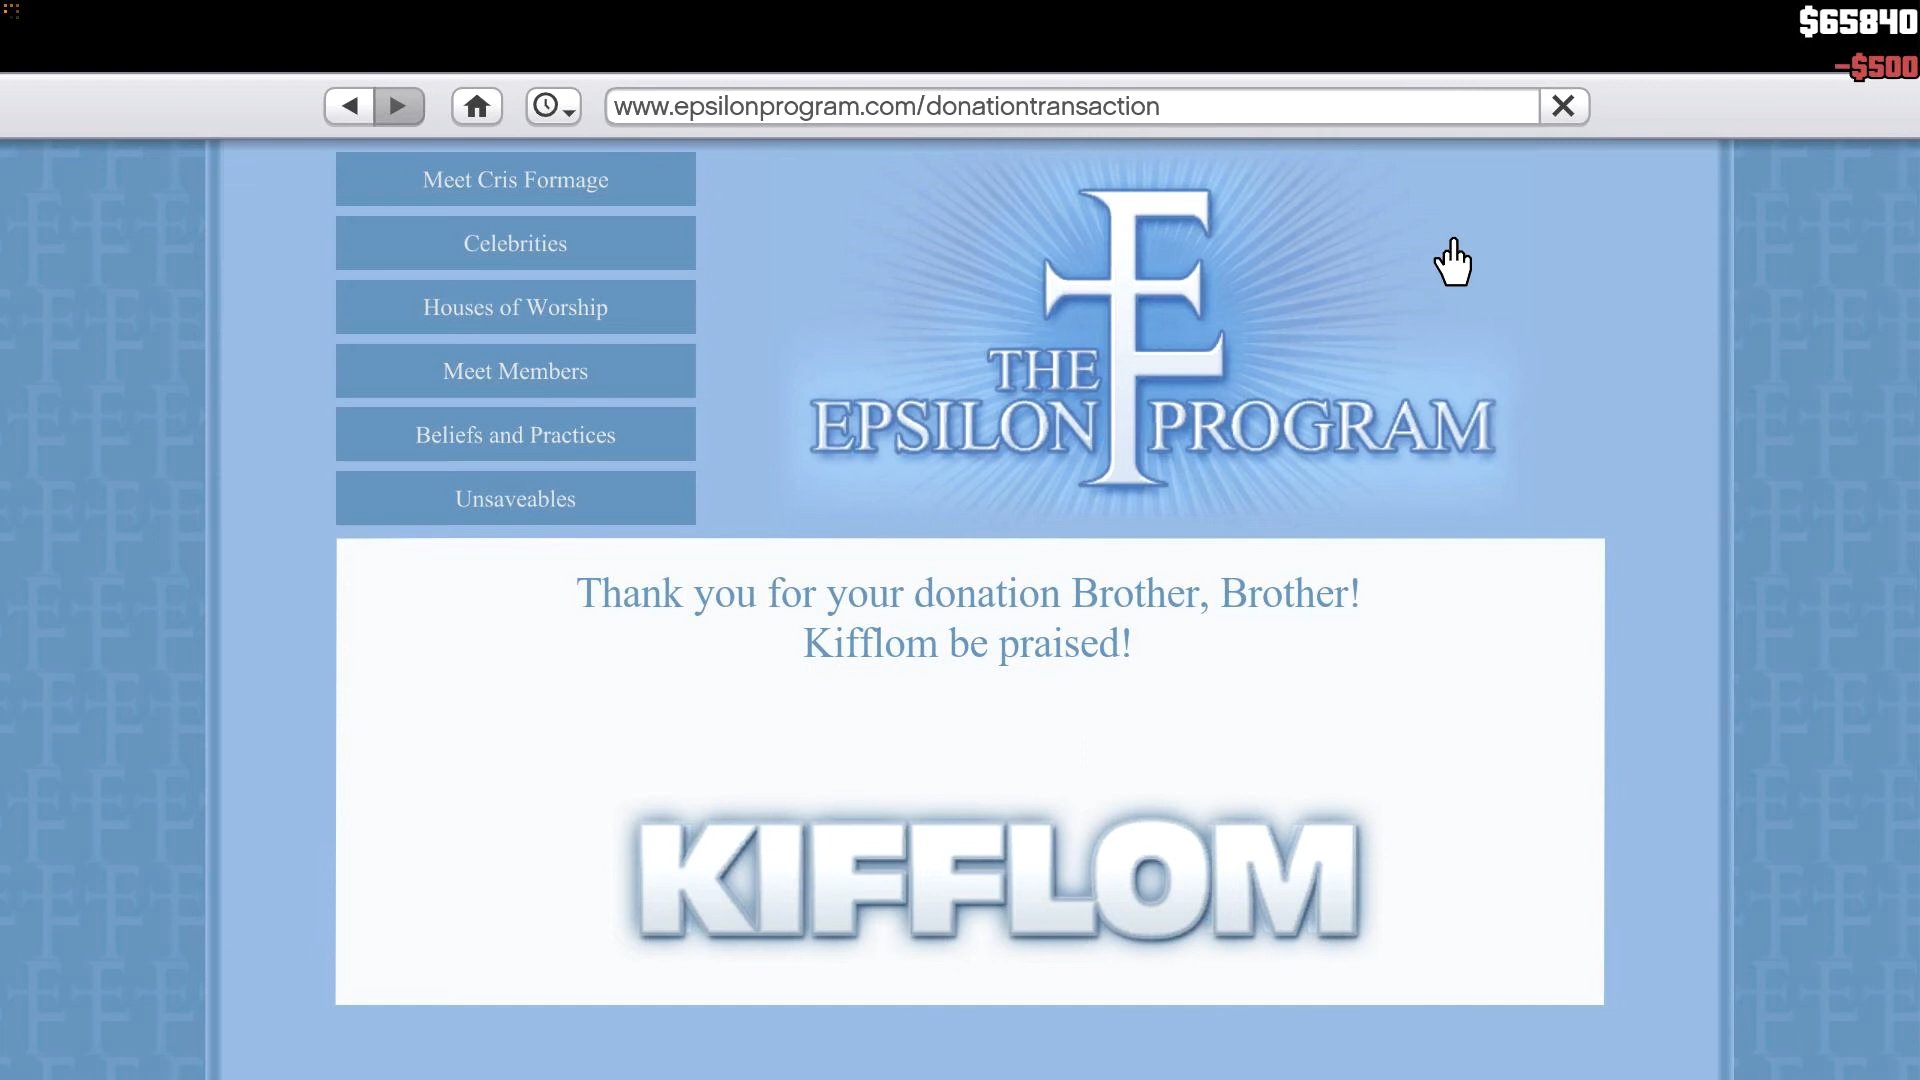 $65840
-$500
www.epsilonprogram.com/donationtransaction
Meet Cris Formage
Celebrities
Houses of Worship
Meet Members
Beliefs and Practices
Unsaveables
THE
EPSILON PROGRAM
Thank you for your donation Brother, Brother!
Kifflom be praised!
KIFFLOM